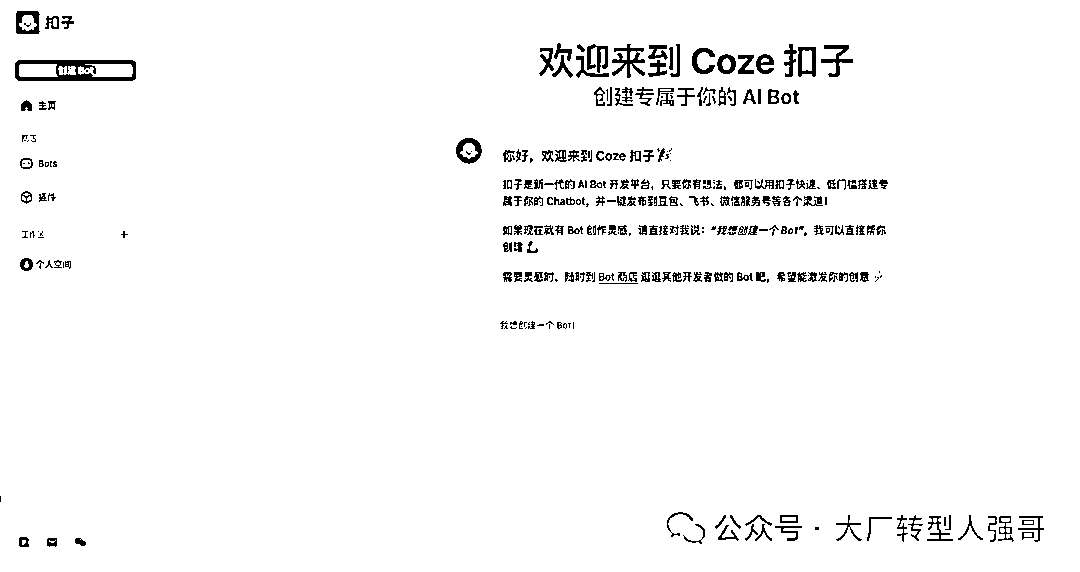 扣子
创建 Bot
主页
商店
Bots
插件
工作区 +
个人空间
欢迎来到 Coze 扣子
创建专属于你的 AI Bot
你好，欢迎来到 Coze 扣子
扣子是新一代的 AI Bot 开发平台，只要你有想法，都可以用扣子快速、低门槛搭建专
属于你的 Chatbot，并一键发布到豆包、飞书、微信服务号等各个渠道！
如果现在就有 Bot 创作灵感，请直接对我说：“我想创建一个 Bot”，我可以直接帮你
创建
需要灵感时、随时到 Bot 商店 逛逛其他开发者做的 Bot 吧，希望能激发你的创意
我想创建一个 Bot!
公众号 · 大厂转型人强哥